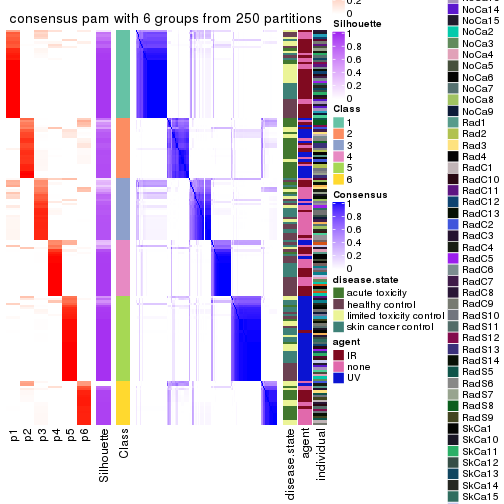 consensus pam with 6 groups from 250 partitions
p1
p2
p3
p4
p5
p6
Silhouette
Class
disease.state
agent
individual
0.2
0
Silhouette
1
0.8
0.6
0.4
0.2
0
Class
1
2
3
4
5
6
Consensus
1
0.8
0.6
0.4
0.2
0
disease.state
acute toxicity
healthy control
limited toxicity control
skin cancer control
agent
IR
none
UV
NoCa14
NoCa15
NoCa2
NoCa3
NoCa4
NoCa5
NoCa6
NoCa7
NoCa8
NoCa9
Rad1
Rad2
Rad3
Rad4
RadC1
RadC10
RadC11
RadC12
RadC13
RadC2
RadC3
RadC4
RadC5
RadC6
RadC7
RadC8
RadC9
RadS10
RadS11
RadS12
RadS13
RadS14
RadS5
RadS6
RadS7
RadS8
RadS9
SkCa1
SkCa10
SkCa11
SkCa12
SkCa13
SkCa14
SkCa15